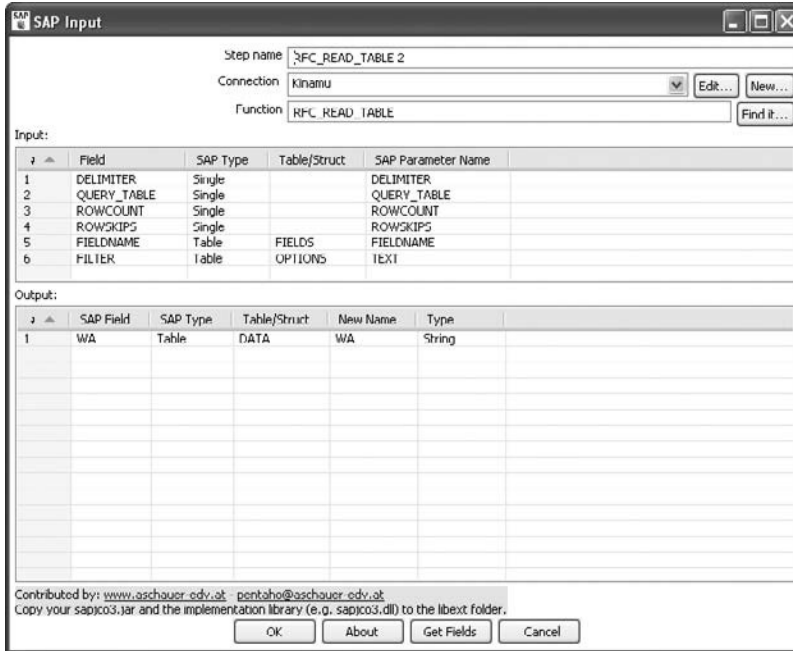 SAP Input
Step name RFC_READ_TABLE 2
Connection Kinamu Edit... New...
Function RFC_READ_TABLE Find it...
Input:
# Field SAP Type Table/Struct SAP Parameter Name
1 DELIMITER Single DELIMITER
2 QUERY_TABLE Single QUERY_TABLE
3 ROWCOUNT Single ROWCOUNT
4 ROWSKIPS Single ROWSKIPS
5 FIELDNAME Table FIELDS FIELDNAME
6 FILTER Table OPTIONS TEXT
Output:
# SAP Field SAP Type Table/Struct New Name Type
1 WA Table DATA WA String
Contributed by: www.aschauer-edv.at - pentaho@aschauer-edv.at
Copy your sapjco3.jar and the implementation library (e.g. sapjco3.dll) to the libext folder.
OK About Get Fields Cancel